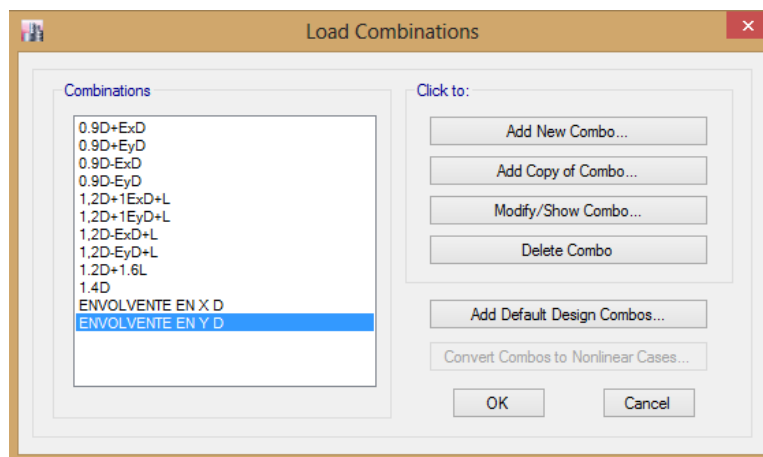 Load Combinations
Combinations
0.9D+ExD
0.9D+EyD
0.9D-ExD
0.9D-EyD
1,2D+1ExD+L
1,2D+1EyD+L
1,2D-ExD+L
1,2D-EyD+L
1.2D+1.6L
1.4D
ENVOLVENTE EN X D
ENVOLVENTE EN Y D
Click to:
Add New Combo...
Add Copy of Combo...
Modify/Show Combo...
Delete Combo
Add Default Design Combos...
Convert Combos to Nonlinear Cases...
OK
Cancel